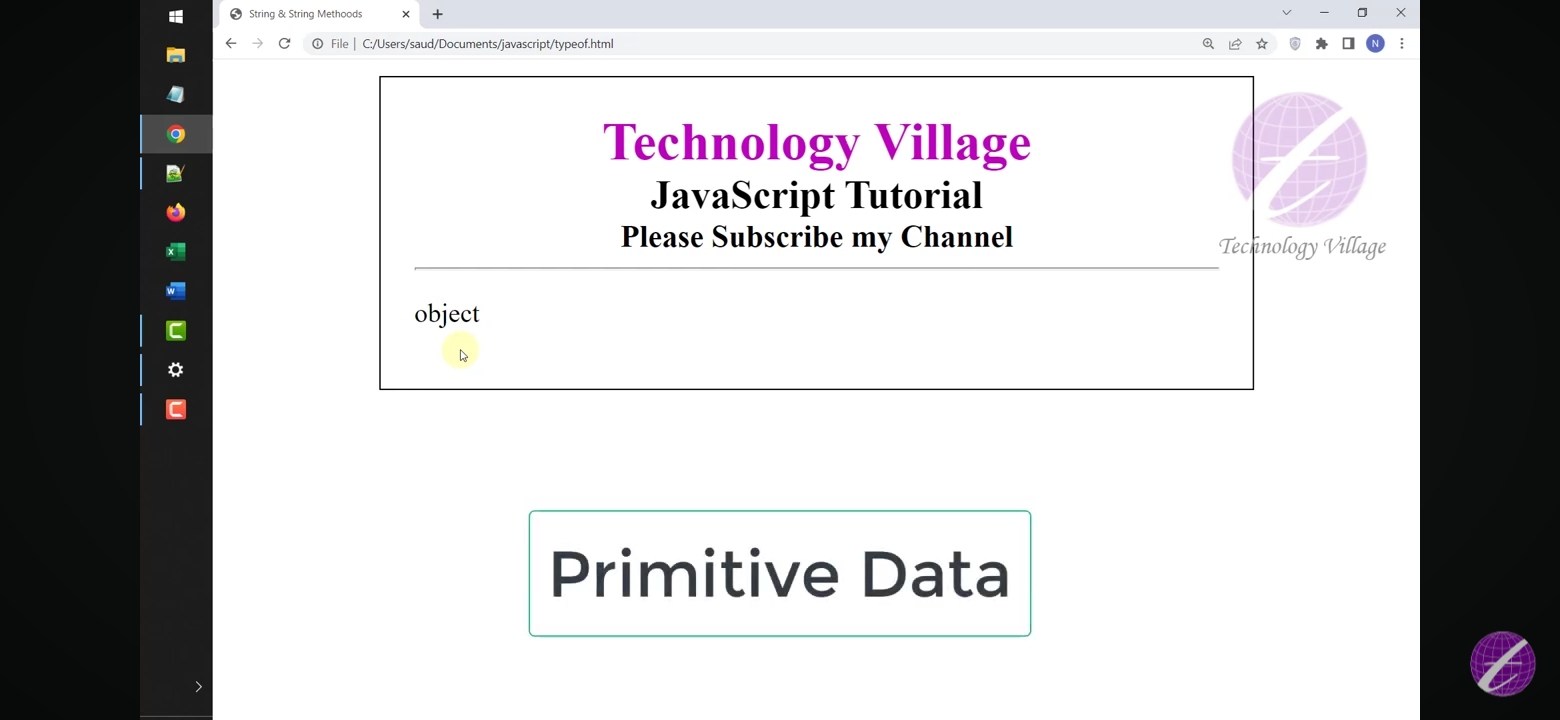 String & String Methoods
File
C:/Users/saud/Documents/javascript/typeof.html
N
Technology Village
JavaScript Tutorial
Please Subscribe my Channel
Technology Village
object
Primitive Data